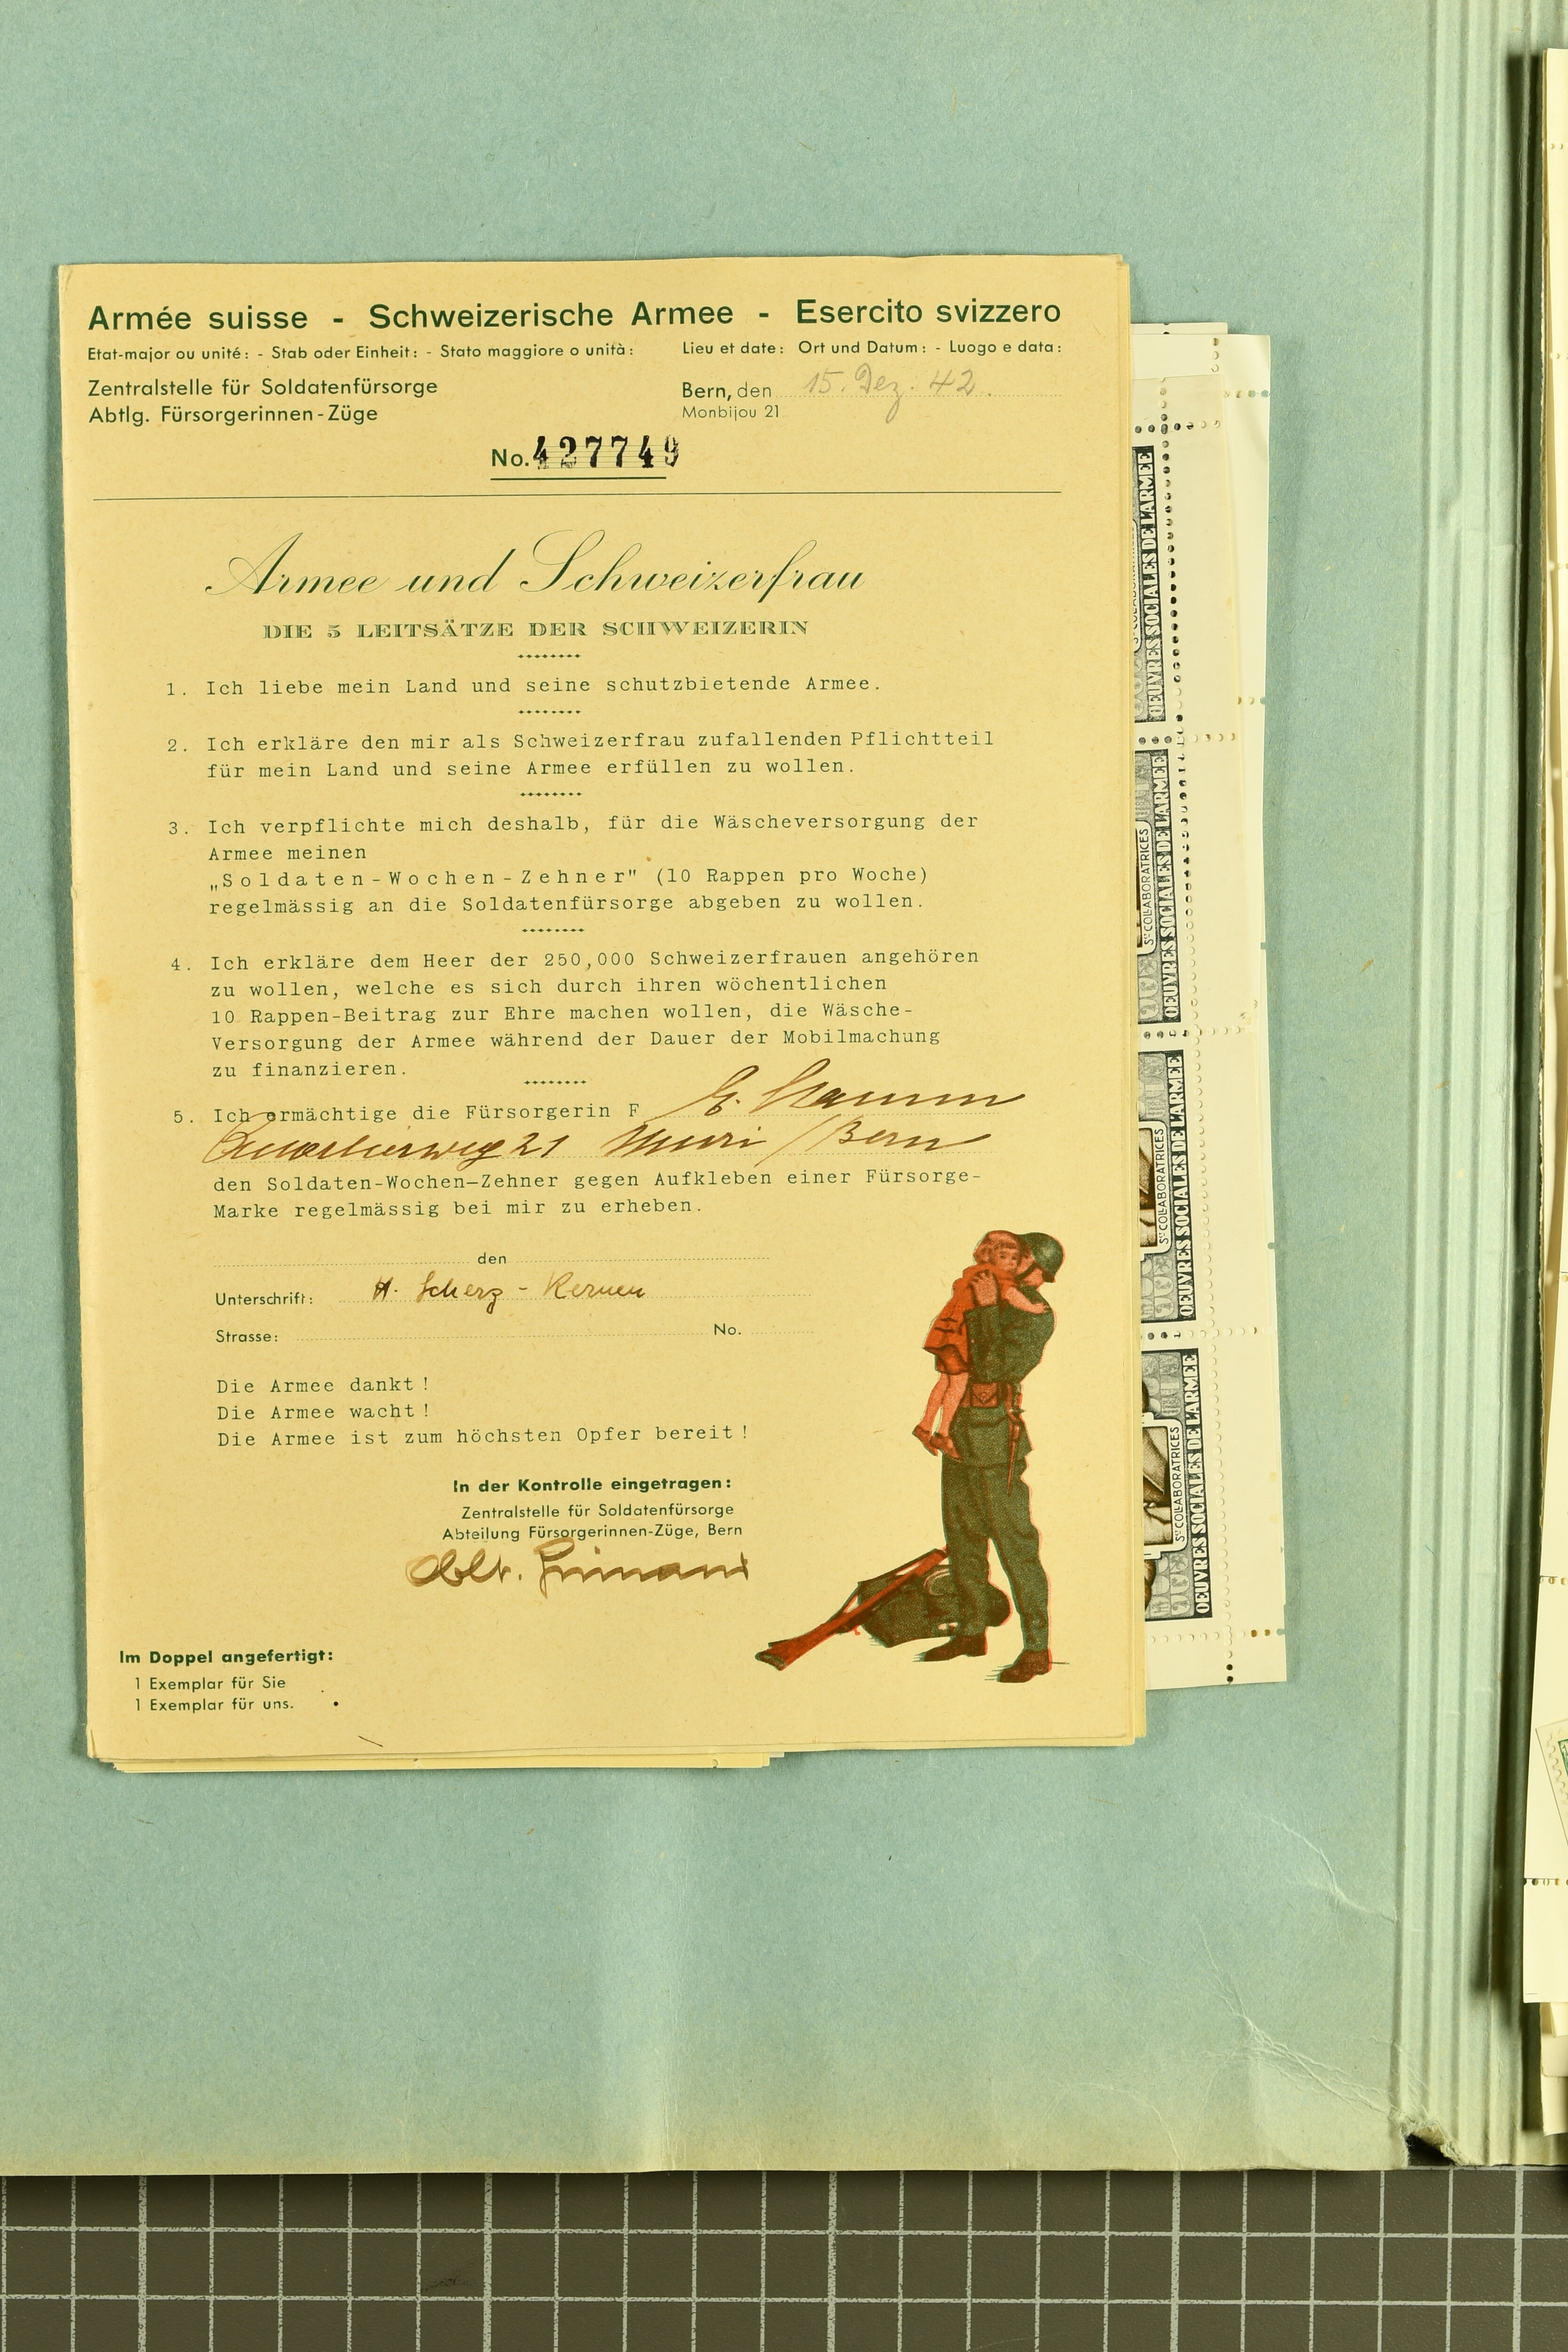 Armée suisse - Schweizerische Armee - Esercito svizzero
Etat-major ou unité: - Stab oder Einheit: - Stato maggiore o unità:
Lieu et date: Ort und Datum: - Luogo e data:
Zentralstelle für Soldatenfürsorge
Abtlg. Fürsorgerinnen-Züge
Bern, den 15. Dez. 42.
Monbijou 21
No. 427749
Armee und Schweizerfrau
DIE 5 LEITSÄTZE DER SCHWEIZERIN
1. Ich liebe mein Land und seine schutzbietende Armee.
2. Ich erkläre den mir als Schweizerfrau zufallenden Pflichtteil
für mein Land und seine Armee erfüllen zu wollen.
3. Ich verpflichte mich deshalb, für die Wäscheversorgung der
Armee meinen
„Soldaten-Wochen-Zehner" (10 Rappen pro Woche)
regelmässig an die Soldatenfürsorge abgeben zu wollen.
4. Ich erkläre dem Heer der 250,000 Schweizerfrauen angehören
zu wollen, welche es sich durch ihren wöchentlichen
10 Rappen-Beitrag zur Ehre machen wollen, die Wäsche-
Versorgung der Armee während der Dauer der Mobilmachung
zu finanzieren.
5. Ich ermächtige die Fürsorgerin F
21 Muri / Bern
den Soldaten-Wochen-Zehner gegen Aufkleben einer Fürsorge-
Marke regelmässig bei mir zu erheben.
den
Unterschrift: H. Scherz - Kernen
Strasse: No.
Die Armee dankt!
Die Armee wacht!
Die Armee ist zum höchsten Opfer bereit!
In der Kontrolle eingetragen:
Zentralstelle für Soldatenfürsorge
Abteilung Fürsorgerinnen-Züge, Bern
Oblt.
Im Doppel angefertigt:
1 Exemplar für Sie
1 Exemplar für uns.
OEUVRES SOCIALES DE L'ARMEE
Sce COLLABORATRICES
OEUVRES SOCIALES DE L'ARMEE
Sce COLLABORATRICES
OEUVRES SOCIALES DE L'ARMEE
Sce COLLABORATRICES
OEUVRES SOCIALES DE L'ARMEE